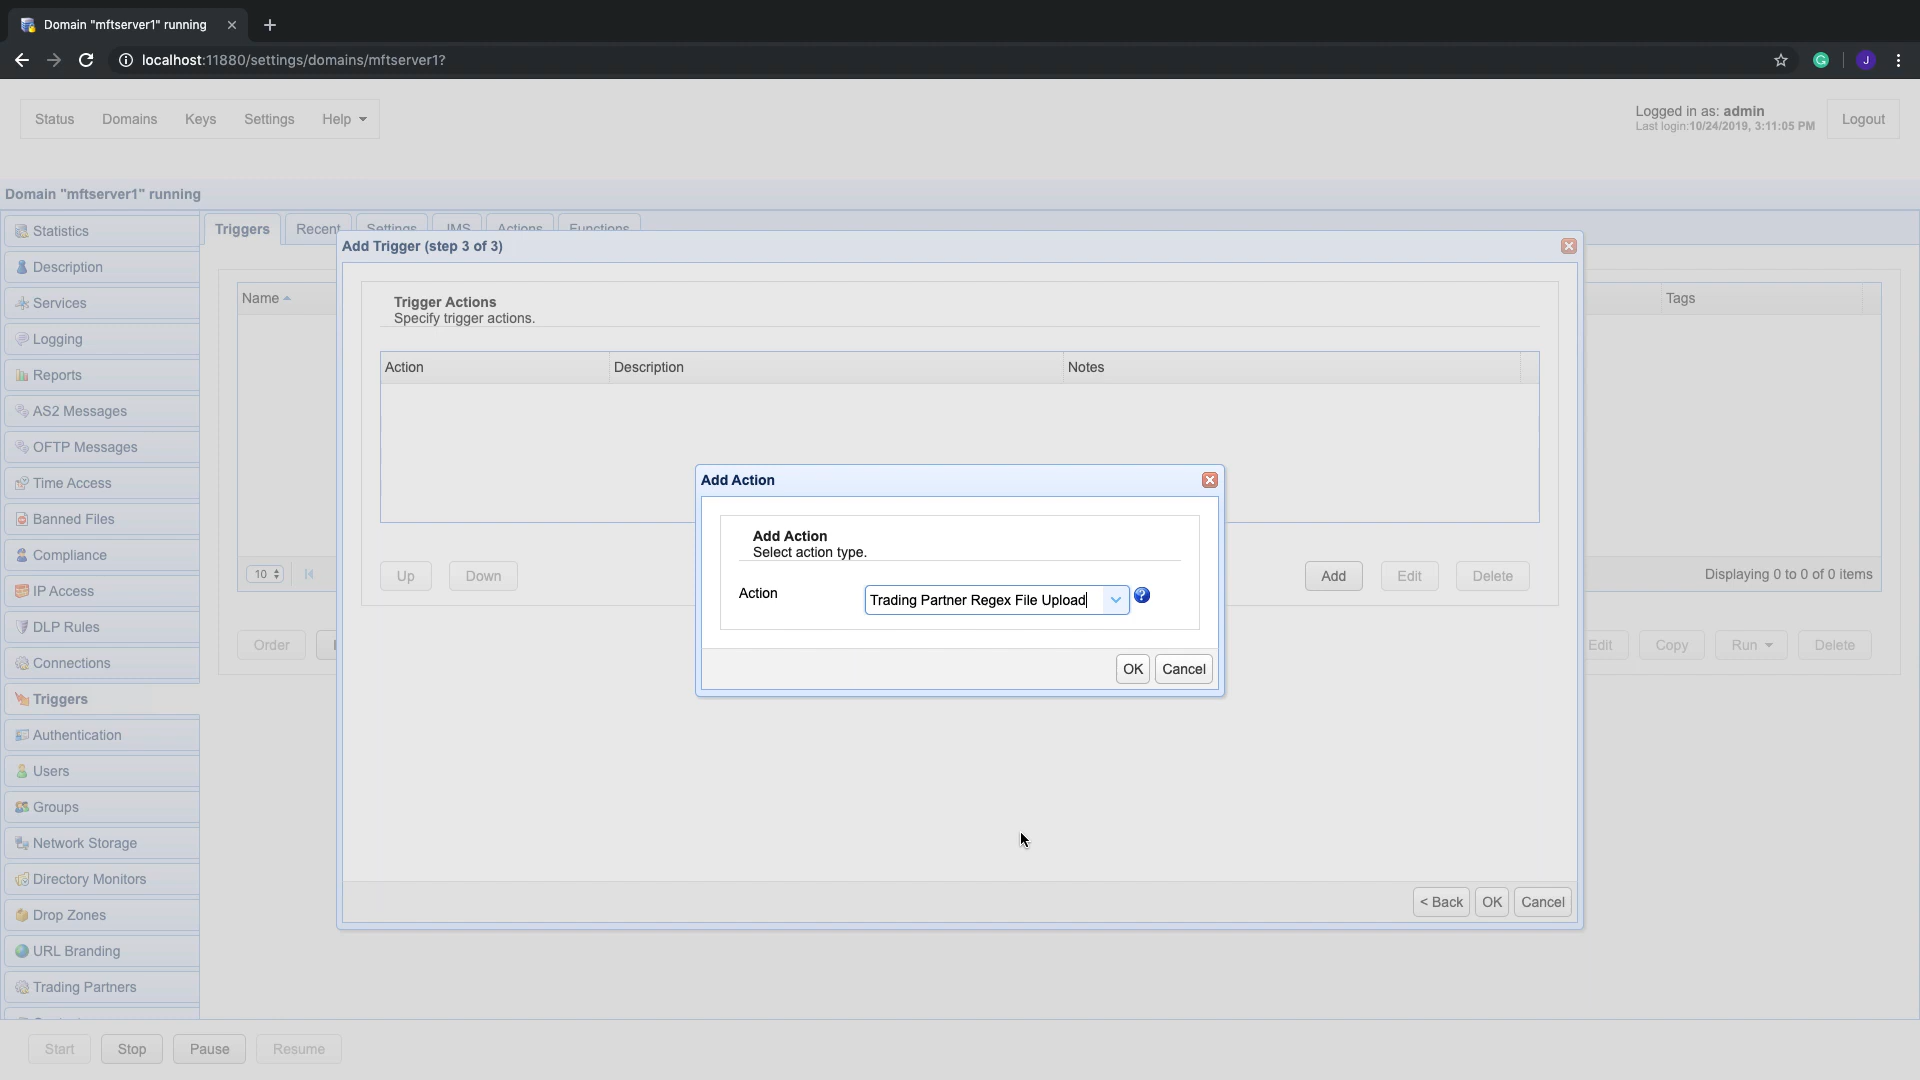 Domain "mftserver1" running
localhost:11880/settings/domains/mftserver1?
J
Status Domains Keys Settings Help
Logged in as: admin
Last login:10/24/2019, 3:11:05 PM
Logout
Domain "mftserver1" running
Statistics
Description
Services
Logging
Reports
AS2 Messages
OFTP Messages
Time Access
Banned Files
Compliance
IP Access
DLP Rules
Connections
Triggers
Authentication
Users
Groups
Network Storage
Directory Monitors
Drop Zones
URL Branding
Trading Partners
Triggers Recent Settings JMS Actions Functions
Name
Tags
10
Displaying 0 to 0 of 0 items
Order
Edit Copy Run Delete
Add Trigger (step 3 of 3)
Trigger Actions
Specify trigger actions.
Action Description Notes
Up Down Add Edit Delete
Add Action
Add Action
Select action type.
Action Trading Partner Regex File Upload ?
OK Cancel
< Back OK Cancel
Start Stop Pause Resume